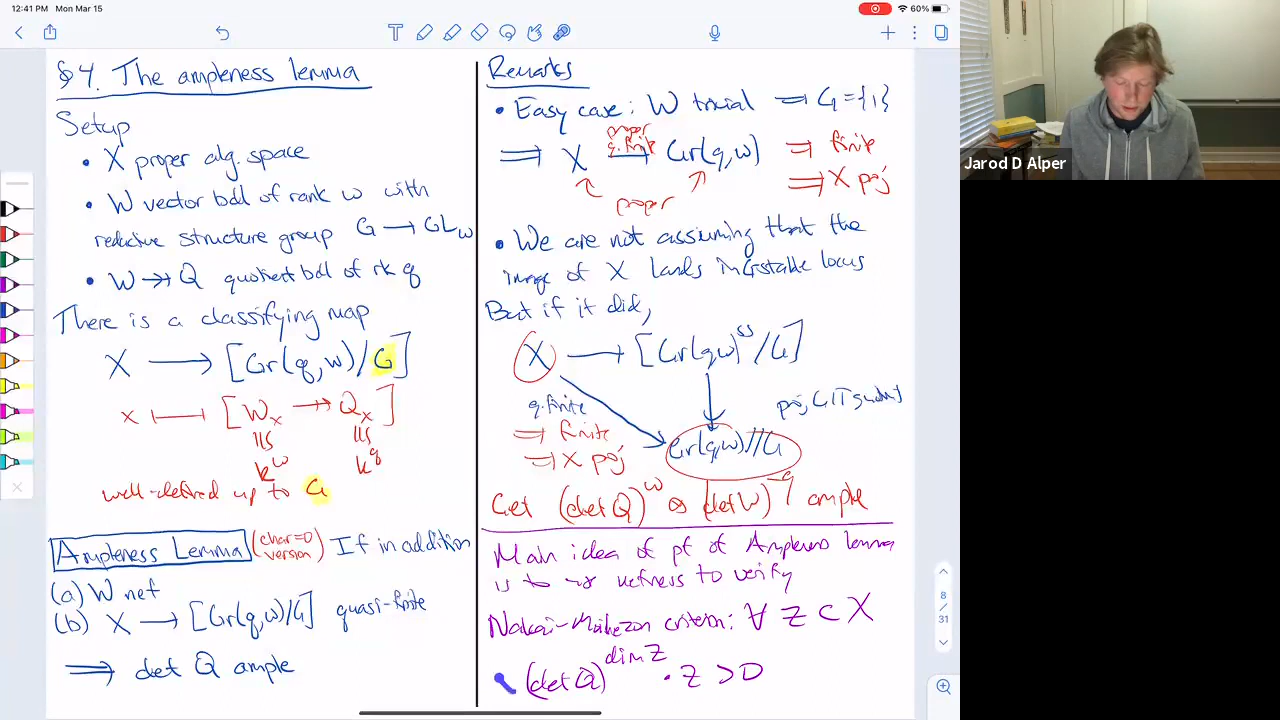 12:41 PM Mon Mar 15
60%
§4. The ampleness lemma
Setup
• X proper alg. space
• W vector bdl of rank w with
reductive structure group G → GL_w
• W ↠ Q quotient bdl of rk q
There is a classifying map
X ⟶ [Gr(q,w)/G]
x ⟼ [W_x ↠ Q_x]
k^w k^q
well-defined up to G
Ampleness Lemma (char=0 version) If in addition
(a) W nef
(b) X → [Gr(q,w)/G] quasi-finite
⟹ det Q ample
Remarks
• Easy case: W trivial ⟹ G = {1}
proper
q.finite
⟹ X ⟶ Gr(q,w) ⟹ finite
⟹ X proj
proper
• We are not assuming that the
image of X lands in G-stable locus
But if it did,
X ⟶ [Gr(q,w)^ss/G]
q.finite
proj, GIT quotient
⟹ finite
Gr(q,w)//G
⟹ X proj
Get (det Q)^w ⊗ (det W)^-q ample
Main idea of pf of Ampleness lemma
is to use nefness to verify
Nakai-Moishezon criterion: ∀ Z ⊂ X
(det Q)^dim Z · Z > 0
8
/
31
Jarod D Alper